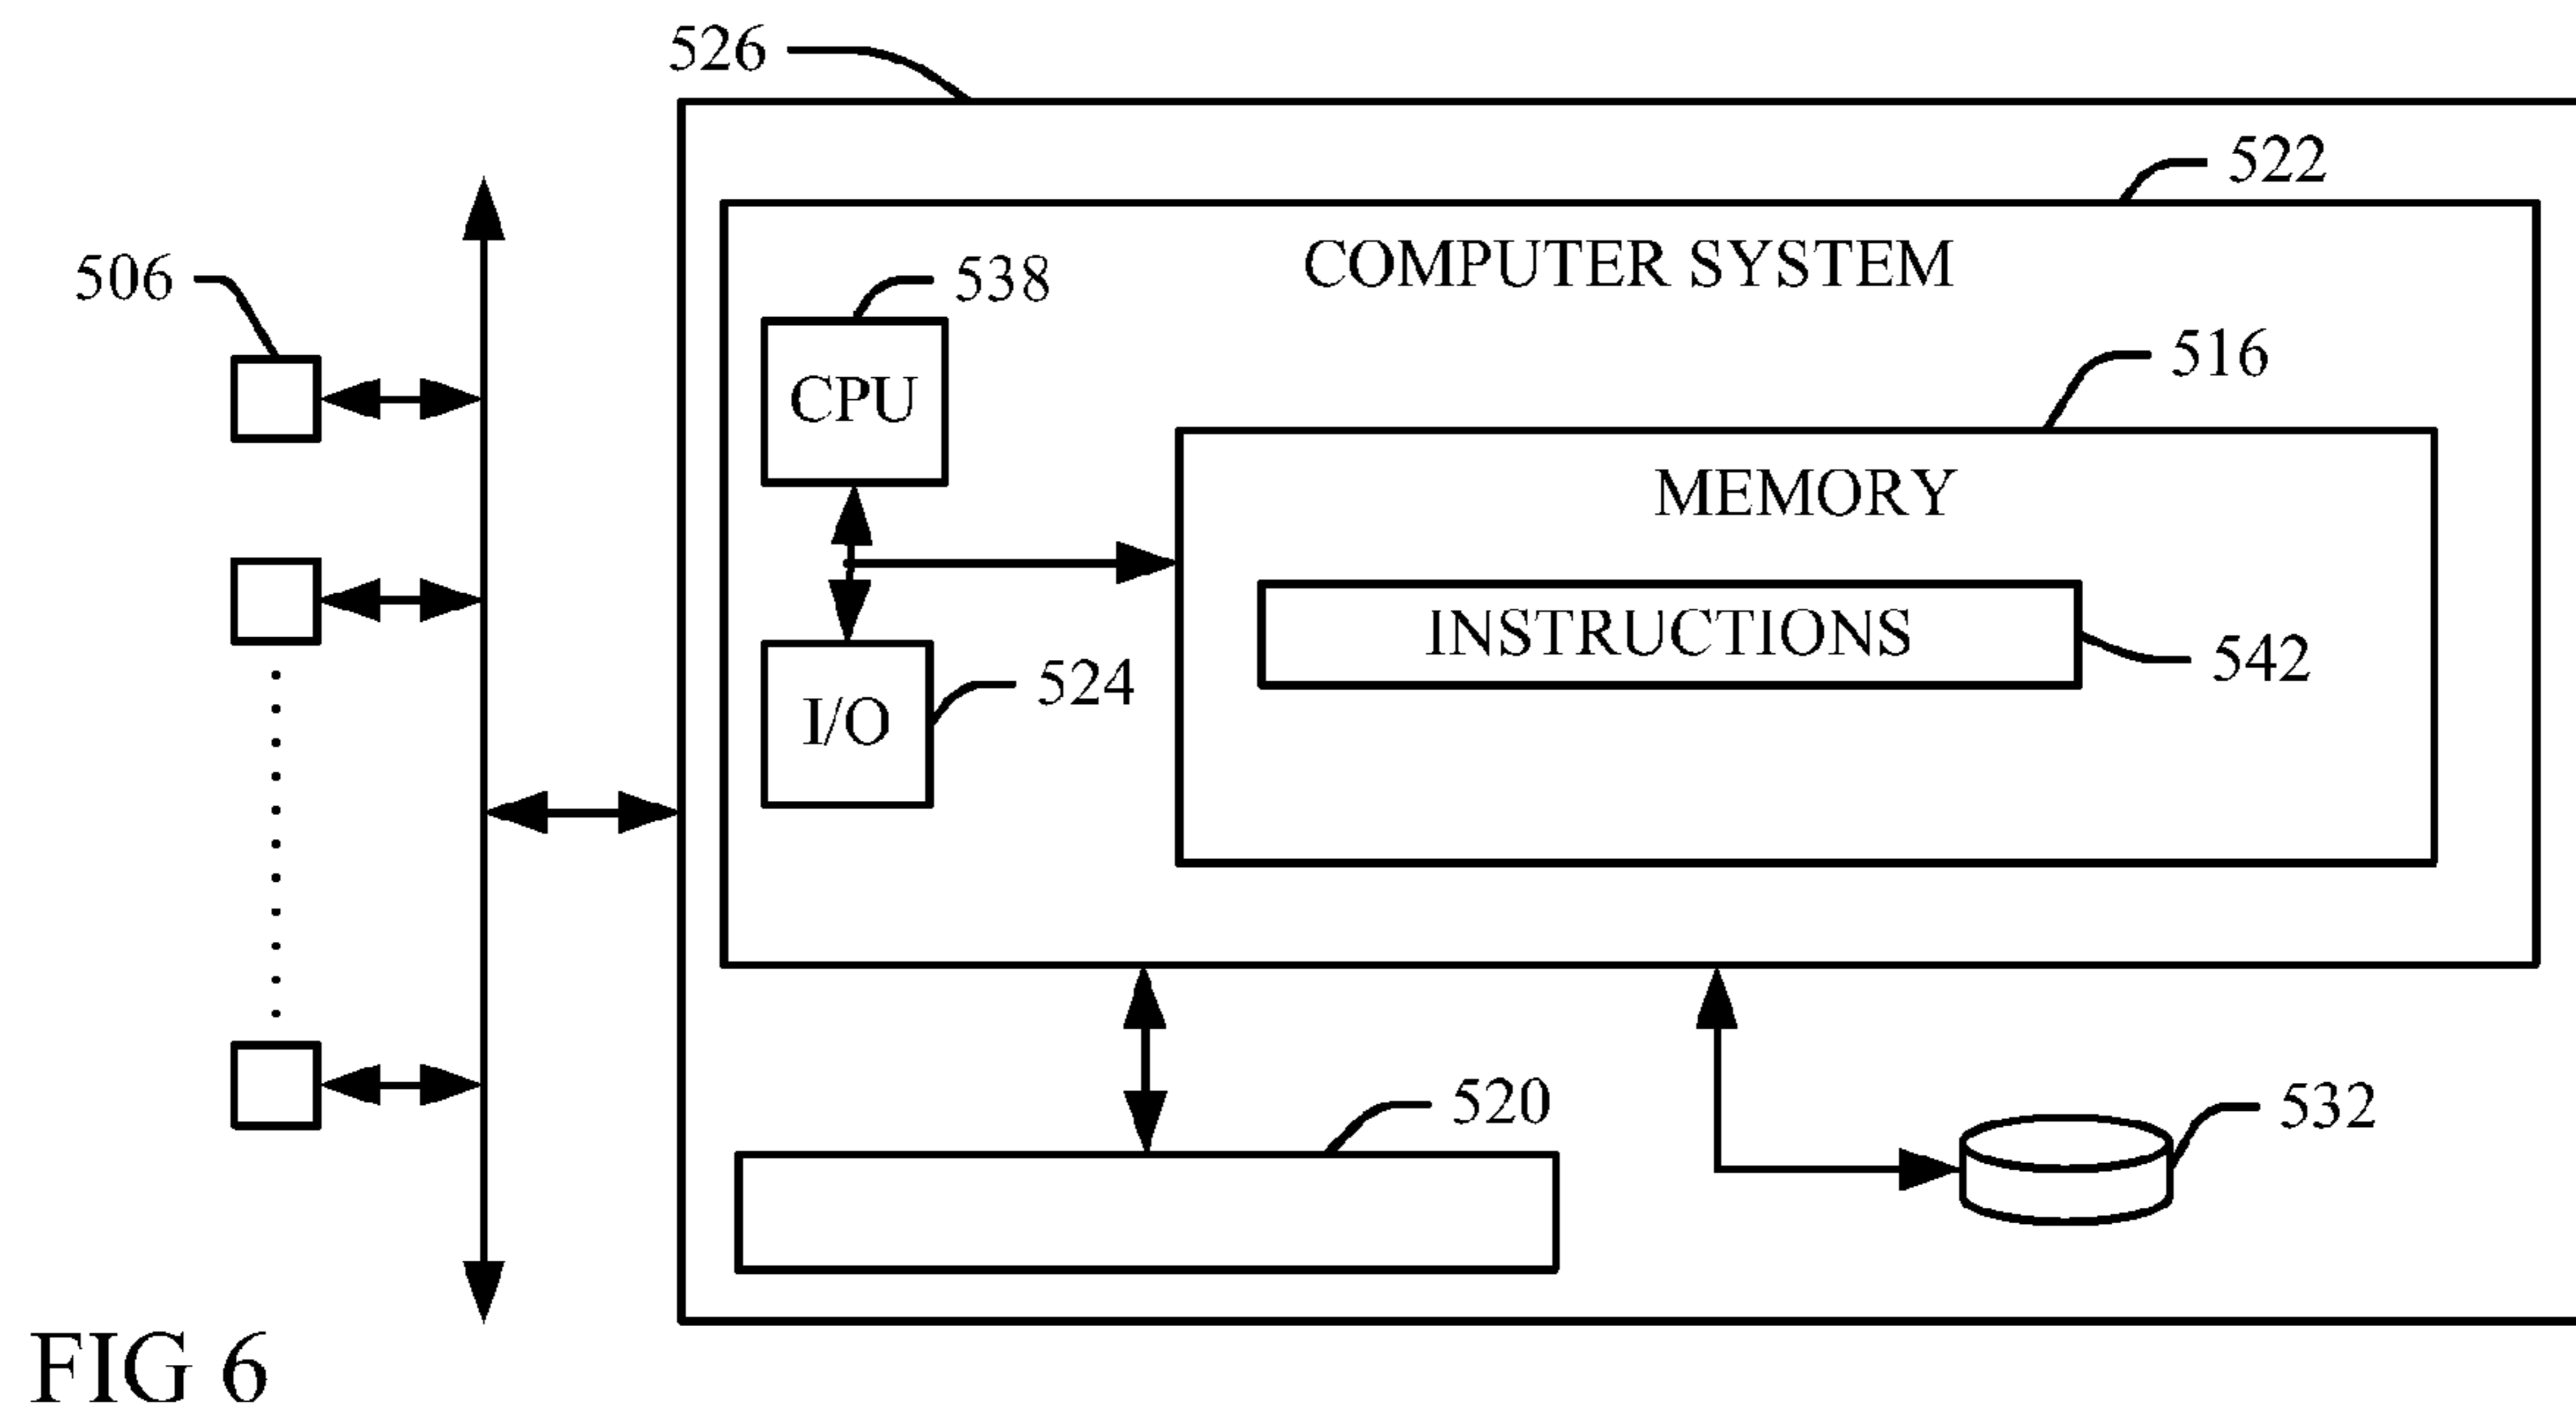 526
522
COMPUTER SYSTEM
506
538
516
CPU
MEMORY
INSTRUCTIONS
542
524
I/O
520
532
FIG 6